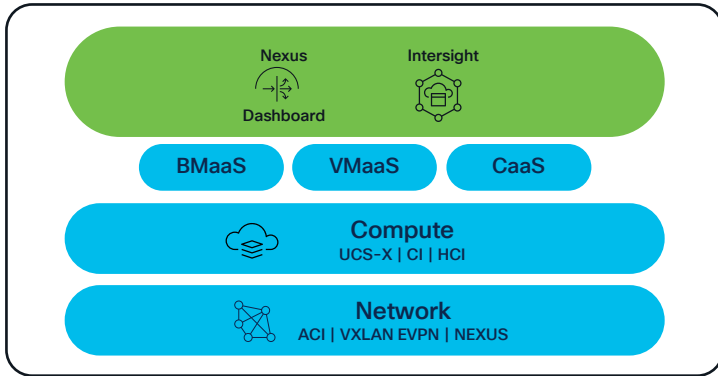 Nexus
Dashboard
Intersight
BMaaS
VMaaS
CaaS
Compute
UCS-X | CI | HCI
Network
ACI | VXLAN EVPN | NEXUS